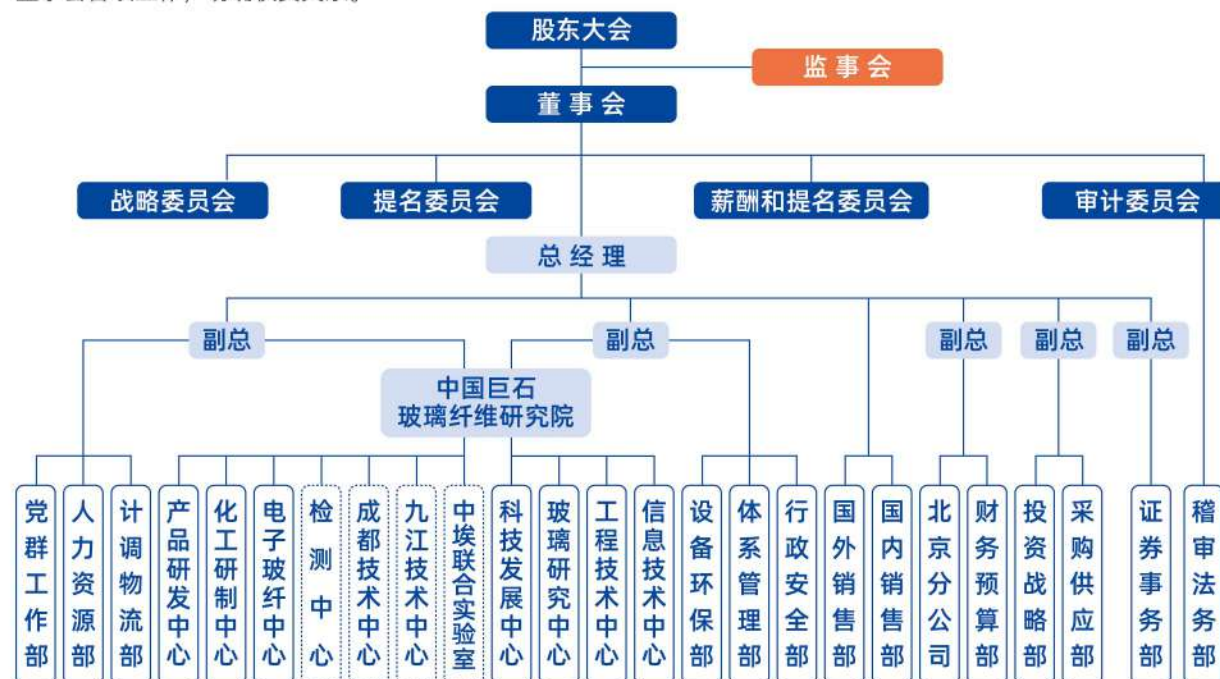 股东大会
监事会
董事会
战略委员会
提名委员会
薪酬和提名委员会
审计委员会
总经理
副总
副总
副总
副总
副总
中国巨石
玻璃纤维研究院
党群工作部
人力资源部
计调物流部
产品研发中心
化工研制中心
电子玻纤中心
检测中心
成都技术中心
九江技术中心
中埃联合实验室
科技发展中心
玻璃研究中心
工程技术中心
信息技术中心
设备环保部
体系管理部
行政安全部
国外销售部
国内销售部
北京分公司
财务预算部
投资战略部
采购供应部
证券事务部
稽审法务部